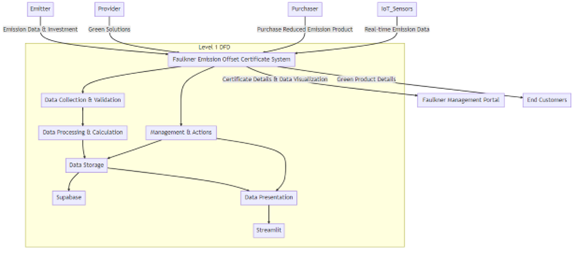 Emitter
Provider
Purchaser
IoT_Sensors
Emission Data & Investment
Green Solutions
Purchase Reduced Emission Product
Real-time Emission Data
Level 1 DFD
Faulkner Emission Offset Certificate System
Certificate Details & Data Visualization
Green Product Details
Data Collection & Validation
Faulkner Management Portal
End Customers
Data Processing & Calculation
Management & Actions
Data Storage
Supabase
Data Presentation
Streamlit